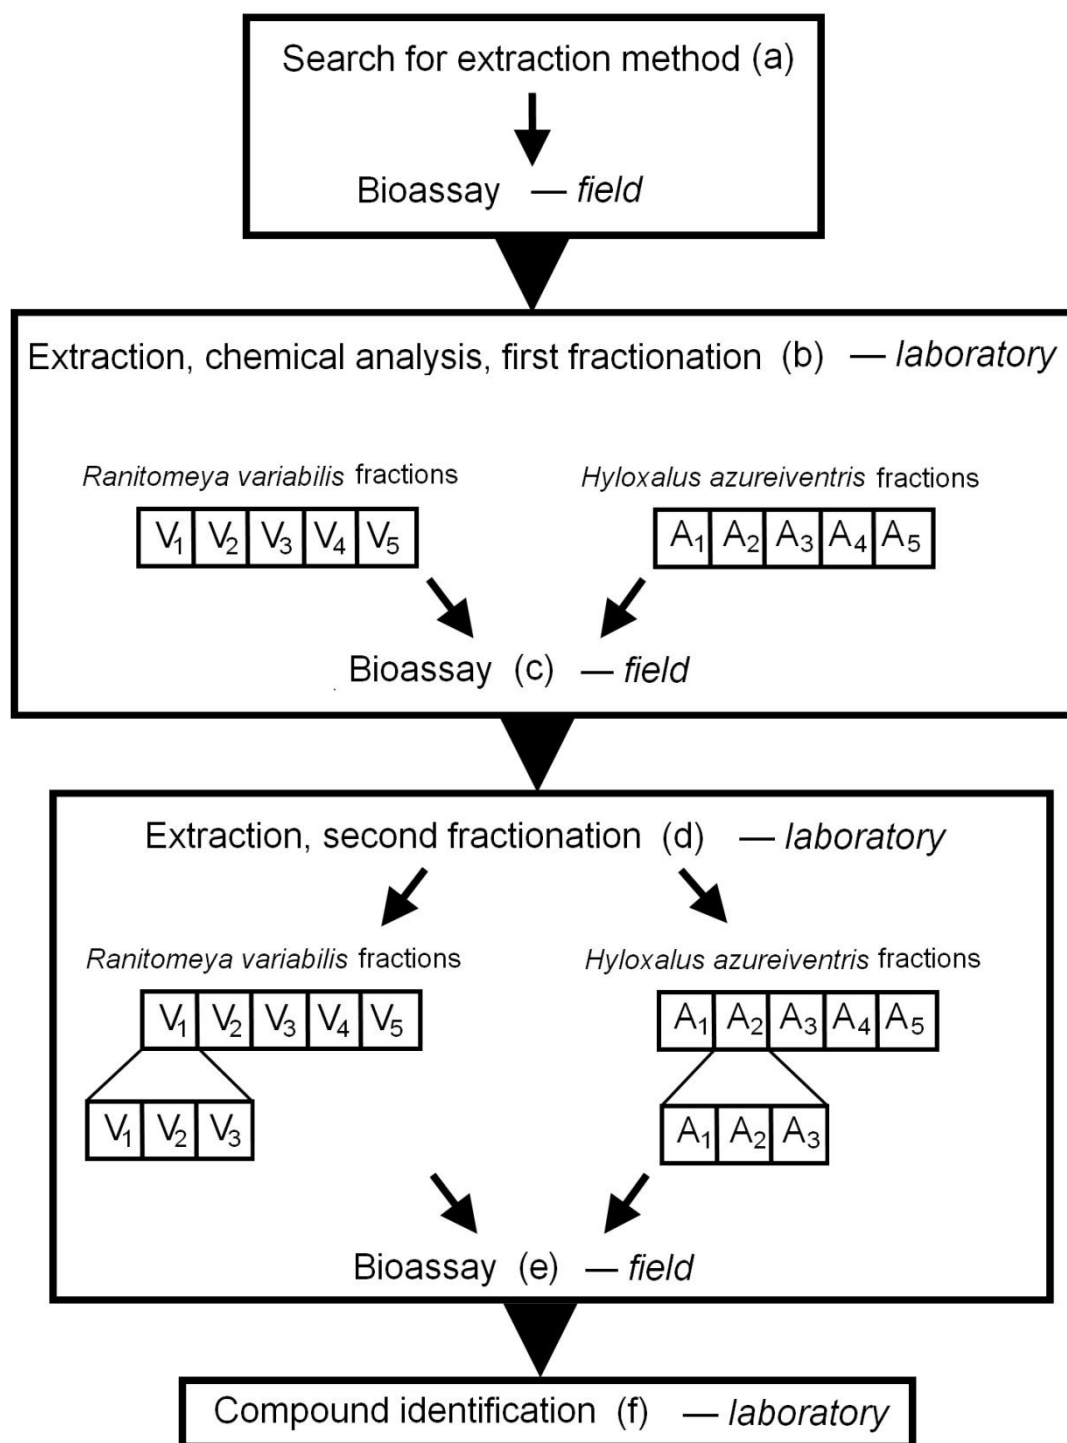 Search for extraction method (a)
Bioassay — field
Extraction, chemical analysis, first fractionation (b) — laboratory
Ranitomeya variabilis fractions
Hyloxalus azureiventris fractions
V1 V2 V3 V4 V5
A1 A2 A3 A4 A5
Bioassay (c) — field
Extraction, second fractionation (d) — laboratory
Ranitomeya variabilis fractions
Hyloxalus azureiventris fractions
V1 V2 V3 V4 V5
A1 A2 A3 A4 A5
V1 V2 V3
A1 A2 A3
Bioassay (e) — field
Compound identification (f) — laboratory